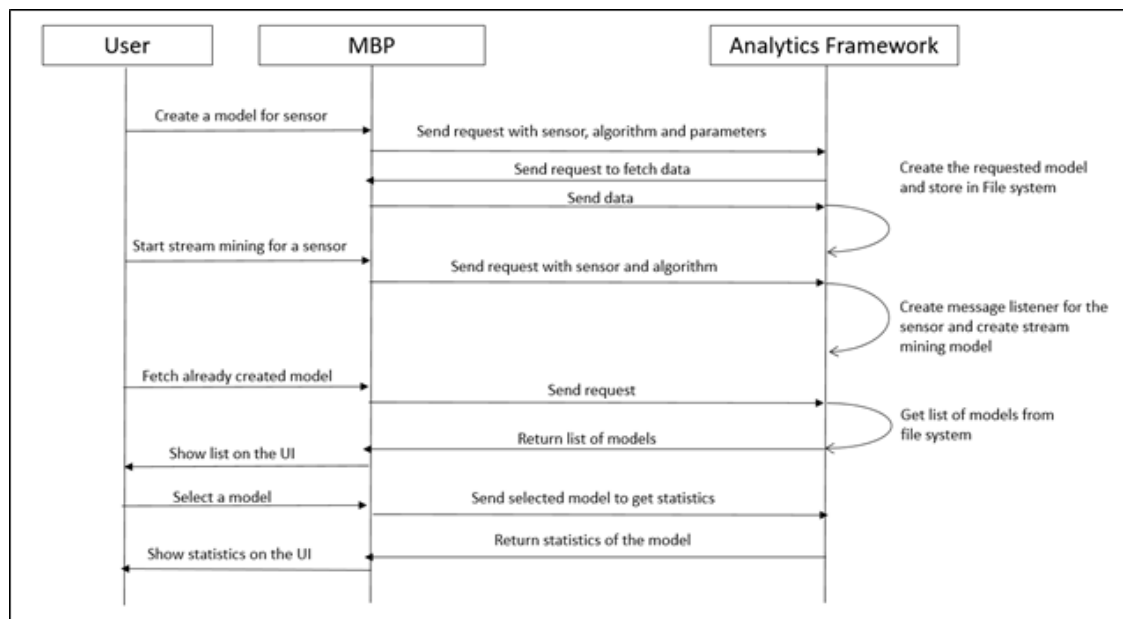 User
MBP
Analytics Framework
Create a model for sensor
Send request with sensor, algorithm and parameters
Send request to fetch data
Create the requested model
and store in File system
Send data
Start stream mining for a sensor
Send request with sensor and algorithm
Create message listener for the
sensor and create stream
mining model
Fetch already created model
Send request
Get list of models from
file system
Return list of models
Show list on the UI
Select a model
Send selected model to get statistics
Return statistics of the model
Show statistics on the UI